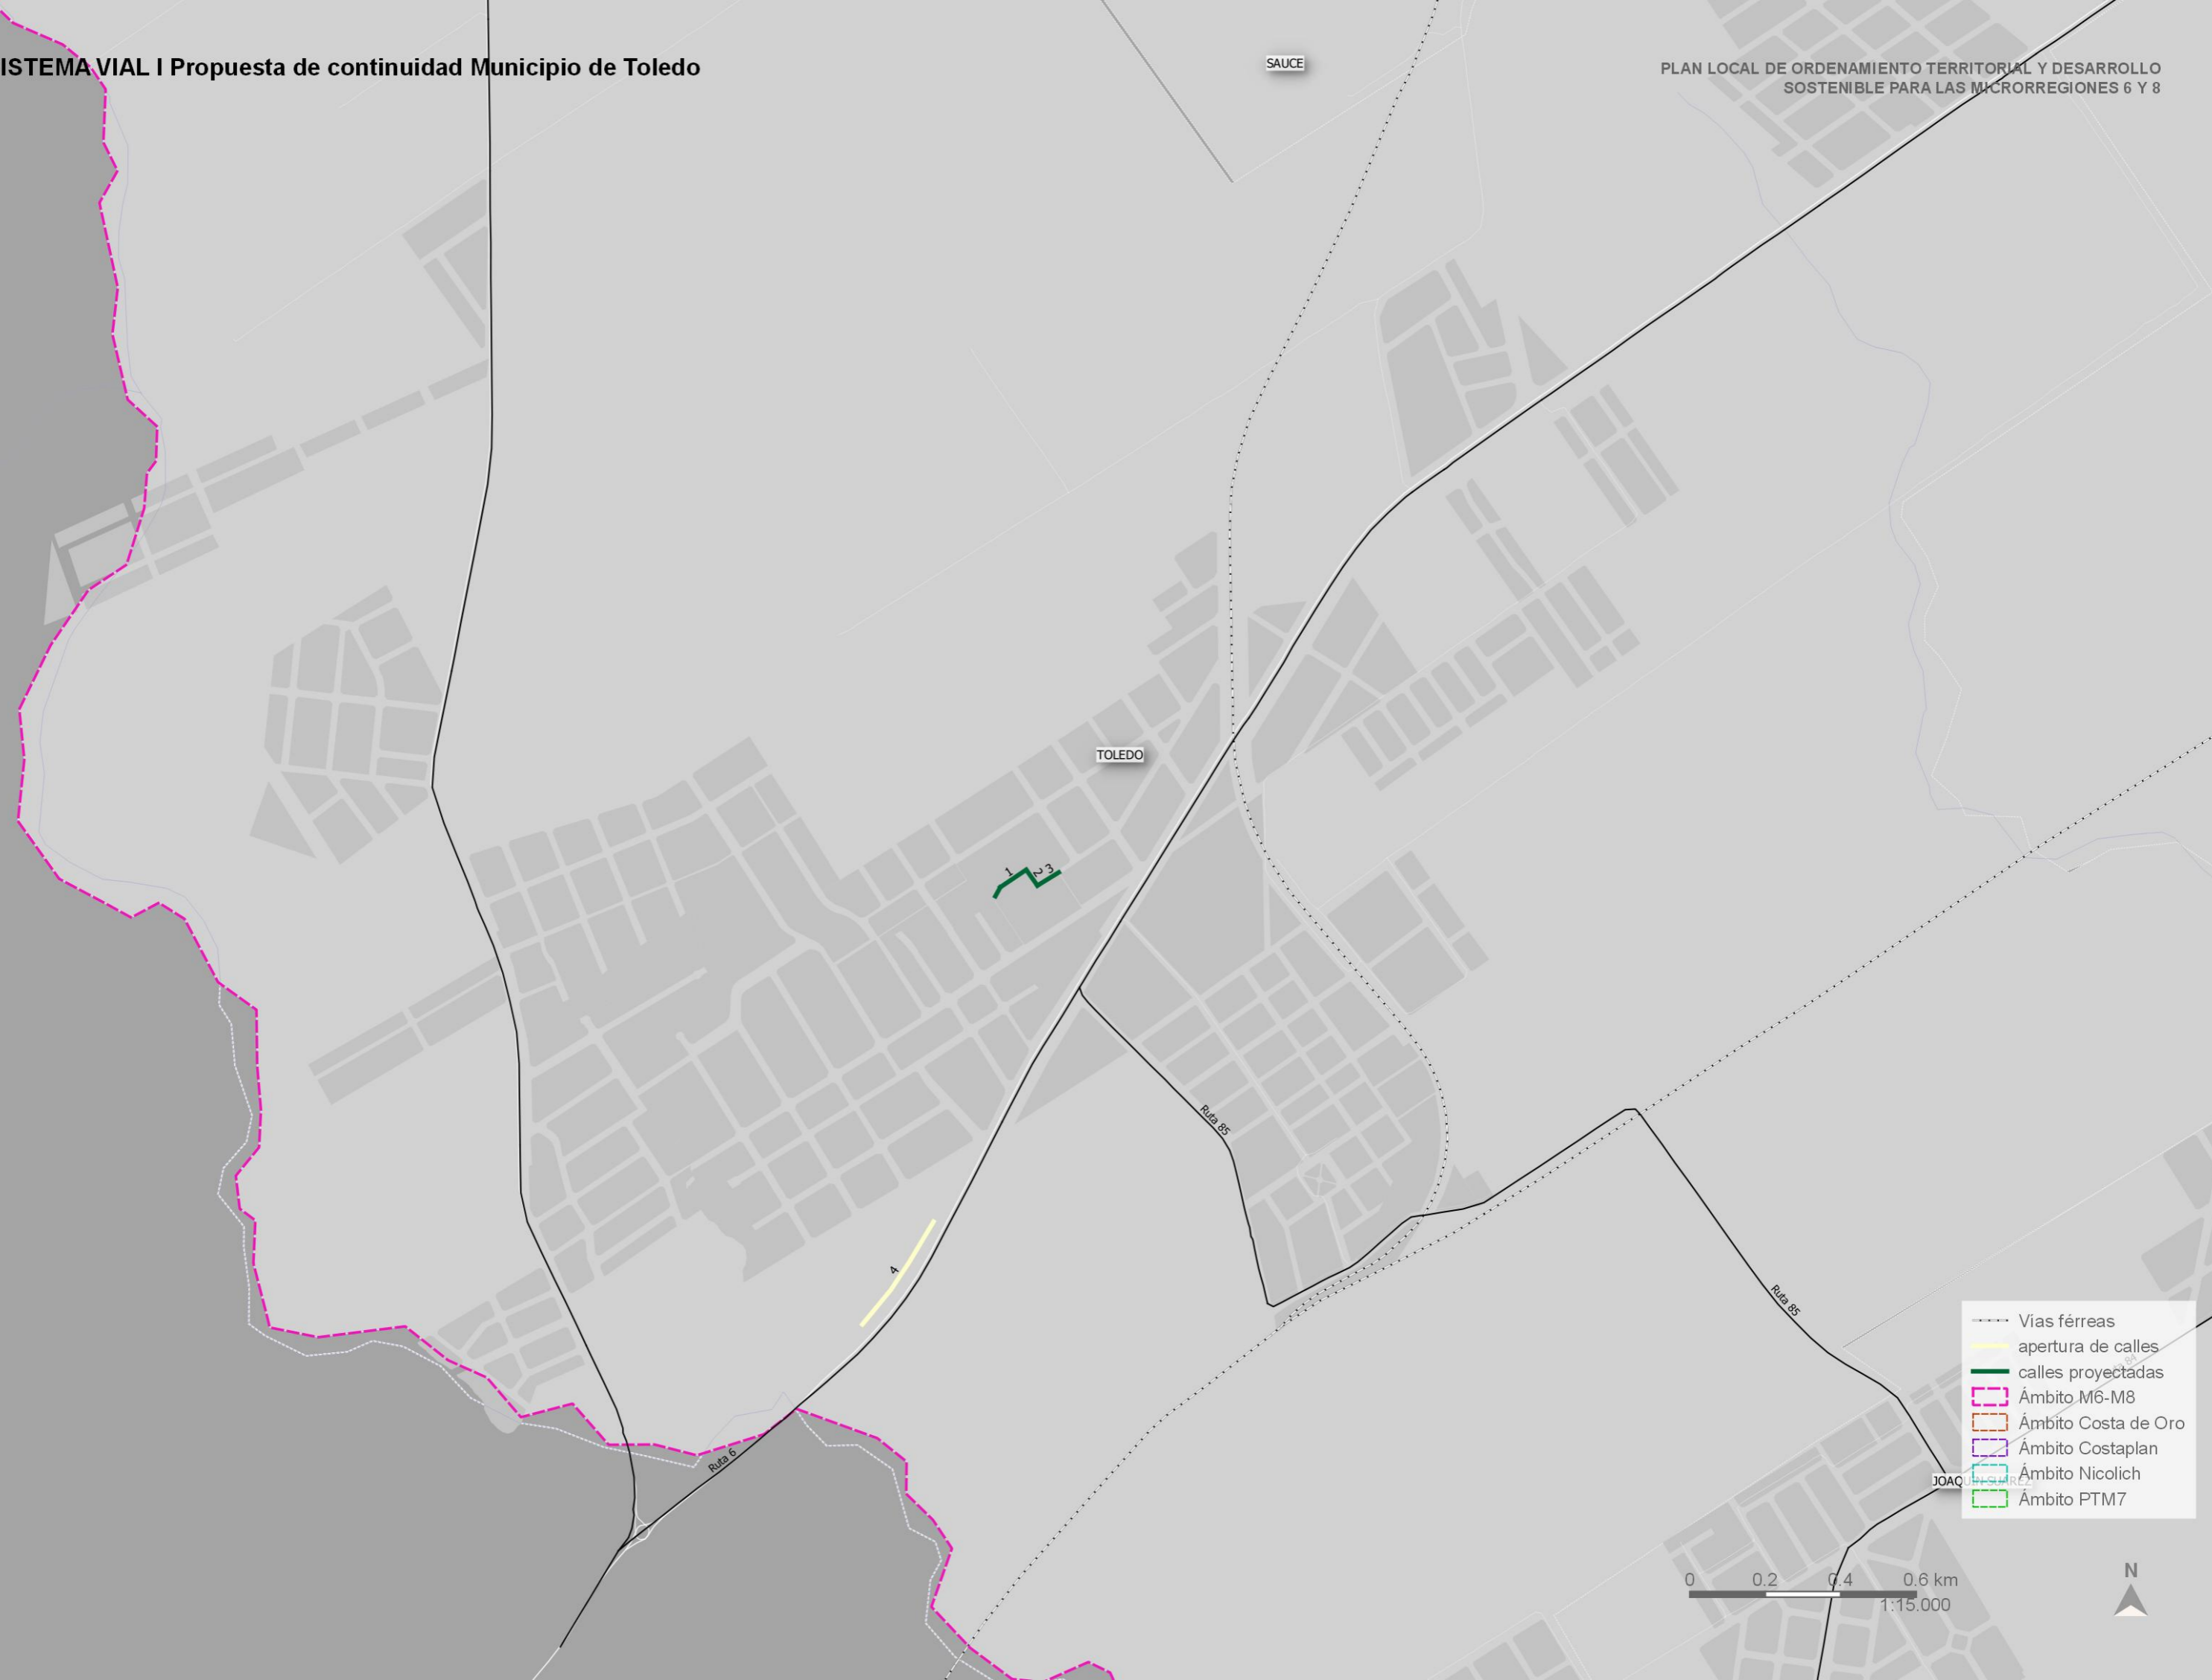 ISTEMA VIAL I Propuesta de continuidad Municipio de Toledo
SAUCE
PLAN LOCAL DE ORDENAMIENTO TERRITORIAL Y DESARROLLO
SOSTENIBLE PARA LAS MICRORREGIONES 6 Y 8
TOLEDO
1
2
3
Ruta 85
4
Ruta 85
Ruta 6
Vías férreas
apertura de calles
calles proyectadas
Ámbito M6-M8
Ámbito Costa de Oro
Ámbito Costaplan
Ámbito Nicolich
Ámbito PTM7
84
JOAQUIN SUAREZ
0 0.2 0.4 0.6 km
1:15.000
N